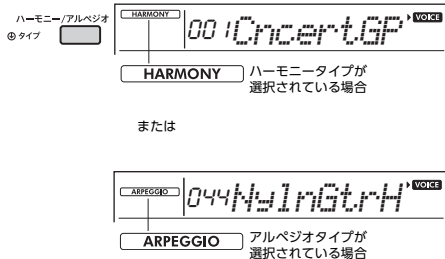 ハーモニー/アルペジオ
タイプ
HARMONY
001CncertGP
VOICE
HARMONY
ハーモニータイプが
選択されている場合
または
ARPEGGIO
044NylnGtrH
VOICE
ARPEGGIO
アルペジオタイプが
選択されている場合